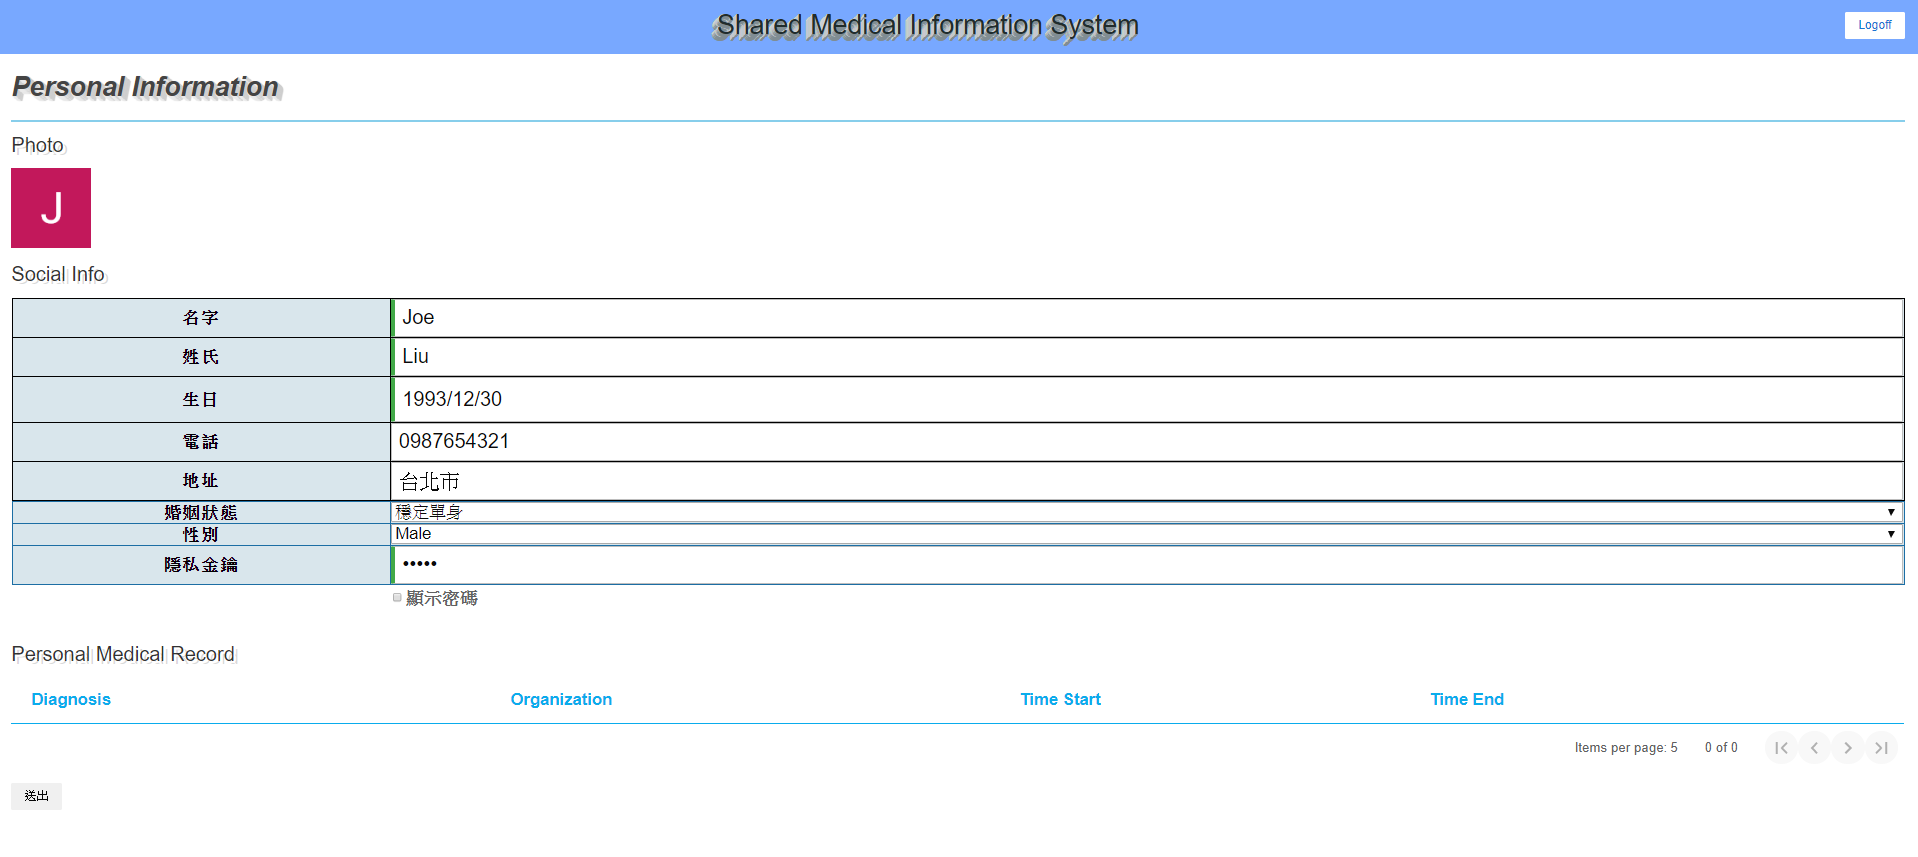 Shared Medical Information System
Logoff
Personal Information
Photo
J
Social Info
名字 Joe
姓氏 Liu
生日 1993/12/30
電話 0987654321
地址 台北市
婚姻狀態 穩定單身
性別 Male
隱私金鑰 •••••
顯示密碼
Personal Medical Record
Diagnosis Organization Time Start Time End
Items per page: 5 0 of 0
送出